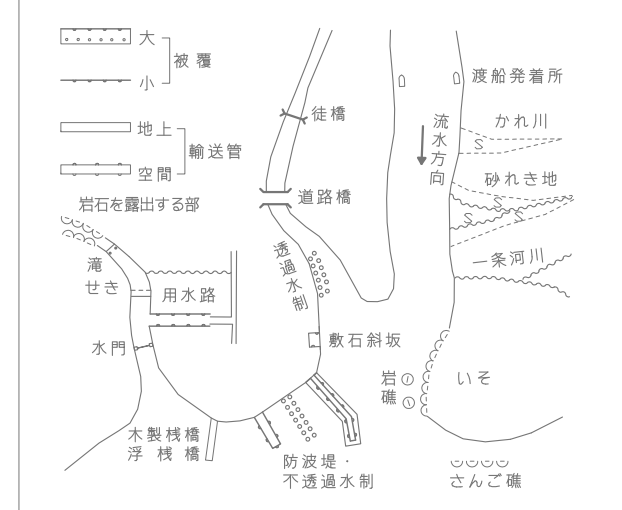 大
被覆
小
地上
輸送管
空間
岩石を露出する部
滝
せき
用水路
水門
木製桟橋
浮桟橋
徒橋
道路橋
透過水制
敷石斜坂
防波堤・
不透過水制
渡船発着所
流水方向
かれ川
S
砂れき地
S
S
S
一条河川
岩礁
いそ
さんご礁